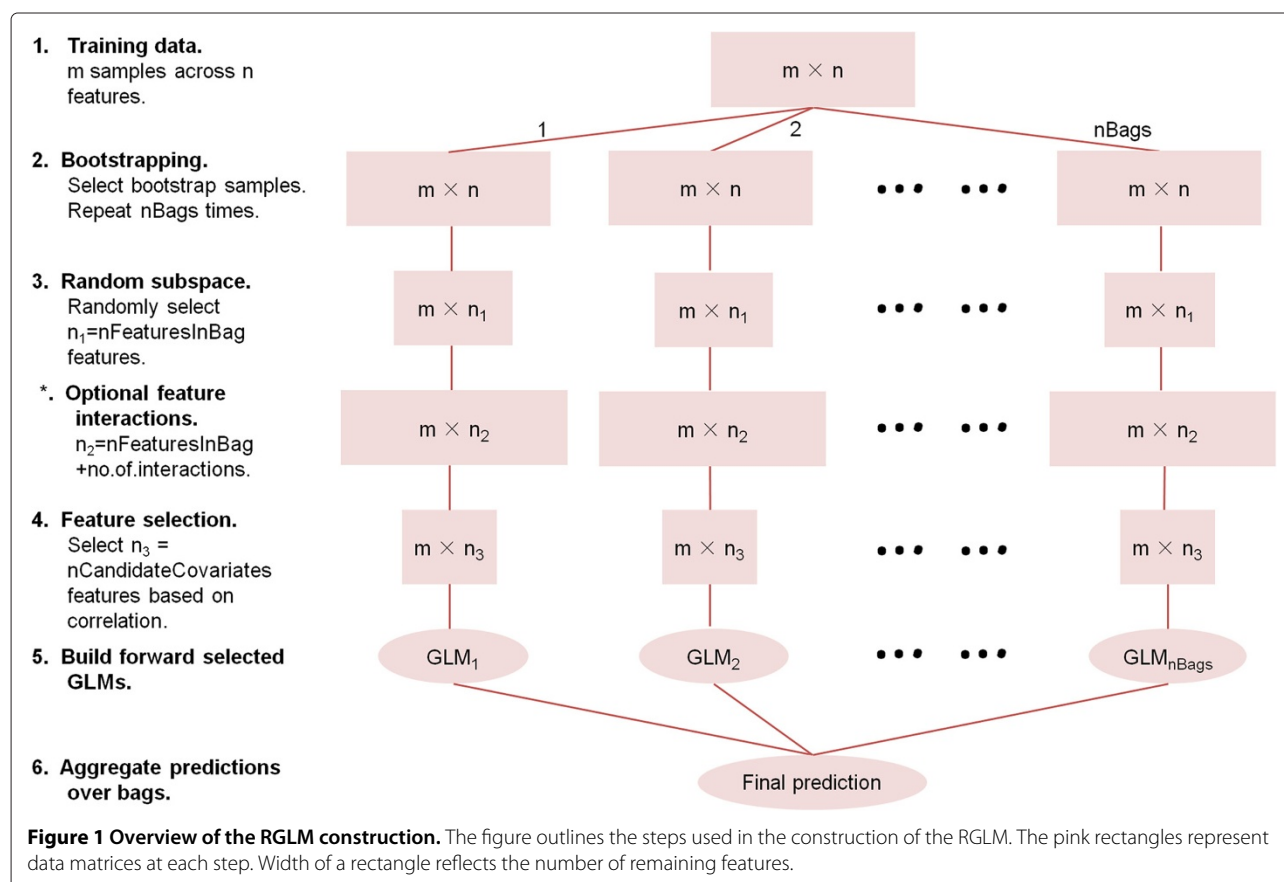 1. Training data.
m samples across n
features.
m × n
1
2
nBags
2. Bootstrapping.
Select bootstrap samples.
Repeat nBags times.
m × n
m × n
••• •••
m × n
3. Random subspace.
Randomly select
n₁=nFeaturesInBag
features.
m × n₁
m × n₁
••• •••
m × n₁
*. Optional feature
interactions.
n₂=nFeaturesInBag
+no.of.interactions.
m × n₂
m × n₂
••• •••
m × n₂
4. Feature selection.
Select n₃ =
nCandidateCovariates
features based on
correlation.
m × n₃
m × n₃
••• •••
m × n₃
5. Build forward selected
GLMs.
GLM₁
GLM₂
••• •••
GLMnBags
6. Aggregate predictions
over bags.
Final prediction
Figure 1 Overview of the RGLM construction. The figure outlines the steps used in the construction of the RGLM. The pink rectangles represent
data matrices at each step. Width of a rectangle reflects the number of remaining features.